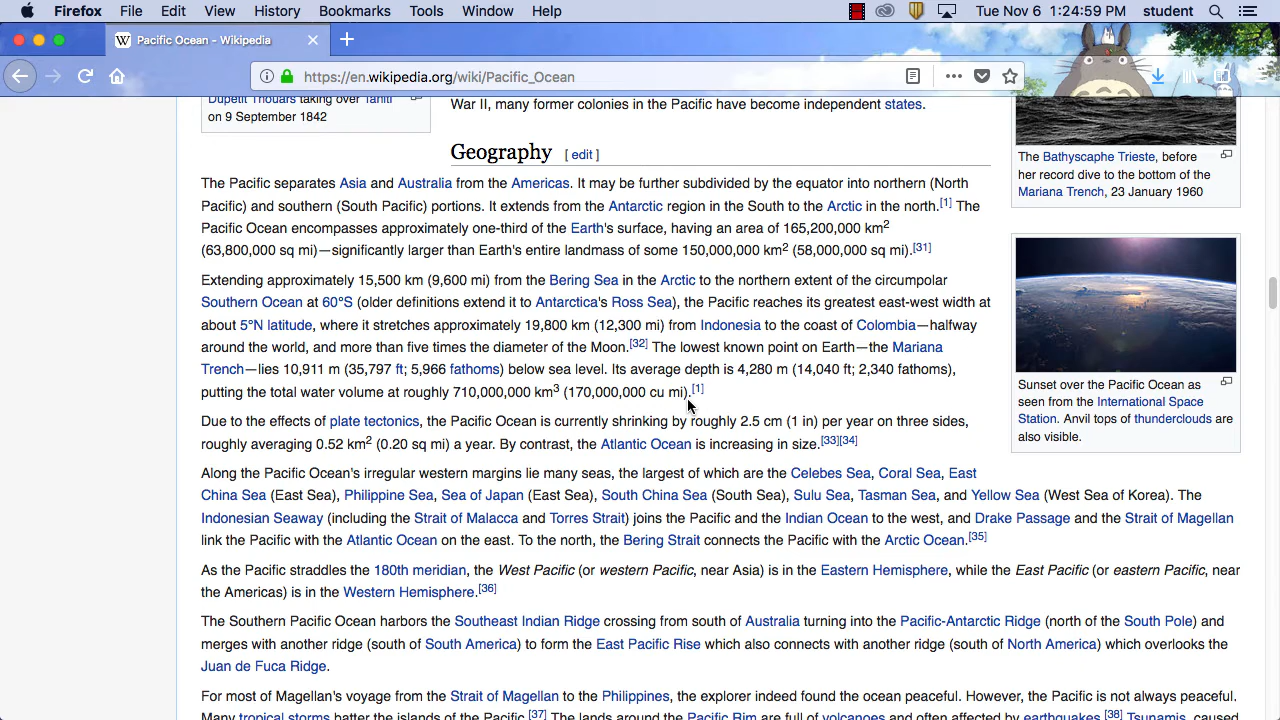 Firefox File Edit View History Bookmarks Tools Window Help Tue Nov 6 1:24:59 PM student
W Pacific Ocean - Wikipedia
https://en.wikipedia.org/wiki/Pacific_Ocean
Dupetit Thouars taking over Tahiti
on 9 September 1842
War II, many former colonies in the Pacific have become independent states.
Geography [ edit ]
The Pacific separates Asia and Australia from the Americas. It may be further subdivided by the equator into northern (North
Pacific) and southern (South Pacific) portions. It extends from the Antarctic region in the South to the Arctic in the north.[1] The
Pacific Ocean encompasses approximately one-third of the Earth's surface, having an area of 165,200,000 km²
(63,800,000 sq mi)—significantly larger than Earth's entire landmass of some 150,000,000 km² (58,000,000 sq mi).[31]
Extending approximately 15,500 km (9,600 mi) from the Bering Sea in the Arctic to the northern extent of the circumpolar
Southern Ocean at 60°S (older definitions extend it to Antarctica's Ross Sea), the Pacific reaches its greatest east-west width at
about 5°N latitude, where it stretches approximately 19,800 km (12,300 mi) from Indonesia to the coast of Colombia—halfway
around the world, and more than five times the diameter of the Moon.[32] The lowest known point on Earth—the Mariana
Trench—lies 10,911 m (35,797 ft; 5,966 fathoms) below sea level. Its average depth is 4,280 m (14,040 ft; 2,340 fathoms),
putting the total water volume at roughly 710,000,000 km³ (170,000,000 cu mi).[1]
Due to the effects of plate tectonics, the Pacific Ocean is currently shrinking by roughly 2.5 cm (1 in) per year on three sides,
roughly averaging 0.52 km² (0.20 sq mi) a year. By contrast, the Atlantic Ocean is increasing in size.[33][34]
Along the Pacific Ocean's irregular western margins lie many seas, the largest of which are the Celebes Sea, Coral Sea, East
China Sea (East Sea), Philippine Sea, Sea of Japan (East Sea), South China Sea (South Sea), Sulu Sea, Tasman Sea, and Yellow Sea (West Sea of Korea). The
Indonesian Seaway (including the Strait of Malacca and Torres Strait) joins the Pacific and the Indian Ocean to the west, and Drake Passage and the Strait of Magellan
link the Pacific with the Atlantic Ocean on the east. To the north, the Bering Strait connects the Pacific with the Arctic Ocean.[35]
As the Pacific straddles the 180th meridian, the West Pacific (or western Pacific, near Asia) is in the Eastern Hemisphere, while the East Pacific (or eastern Pacific, near
the Americas) is in the Western Hemisphere.[36]
The Southern Pacific Ocean harbors the Southeast Indian Ridge crossing from south of Australia turning into the Pacific-Antarctic Ridge (north of the South Pole) and
merges with another ridge (south of South America) to form the East Pacific Rise which also connects with another ridge (south of North America) which overlooks the
Juan de Fuca Ridge.
For most of Magellan's voyage from the Strait of Magellan to the Philippines, the explorer indeed found the ocean peaceful. However, the Pacific is not always peaceful.
Many tropical storms batter the islands of the Pacific.[37] The lands around the Pacific Rim are full of volcanoes and often affected by earthquakes.[38] Tsunamis, caused
The Bathyscaphe Trieste, before
her record dive to the bottom of the
Mariana Trench, 23 January 1960
Sunset over the Pacific Ocean as
seen from the International Space
Station. Anvil tops of thunderclouds are
also visible.